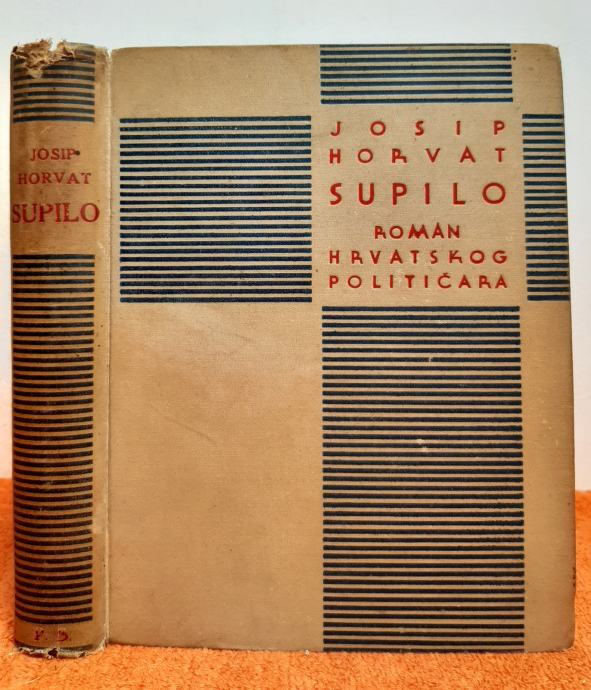 JOSIP
HORVAT
SUPILO
JOSIP
HORVAT
SUPILO
ROMAN
HRVATSKOG
POLITIČARA